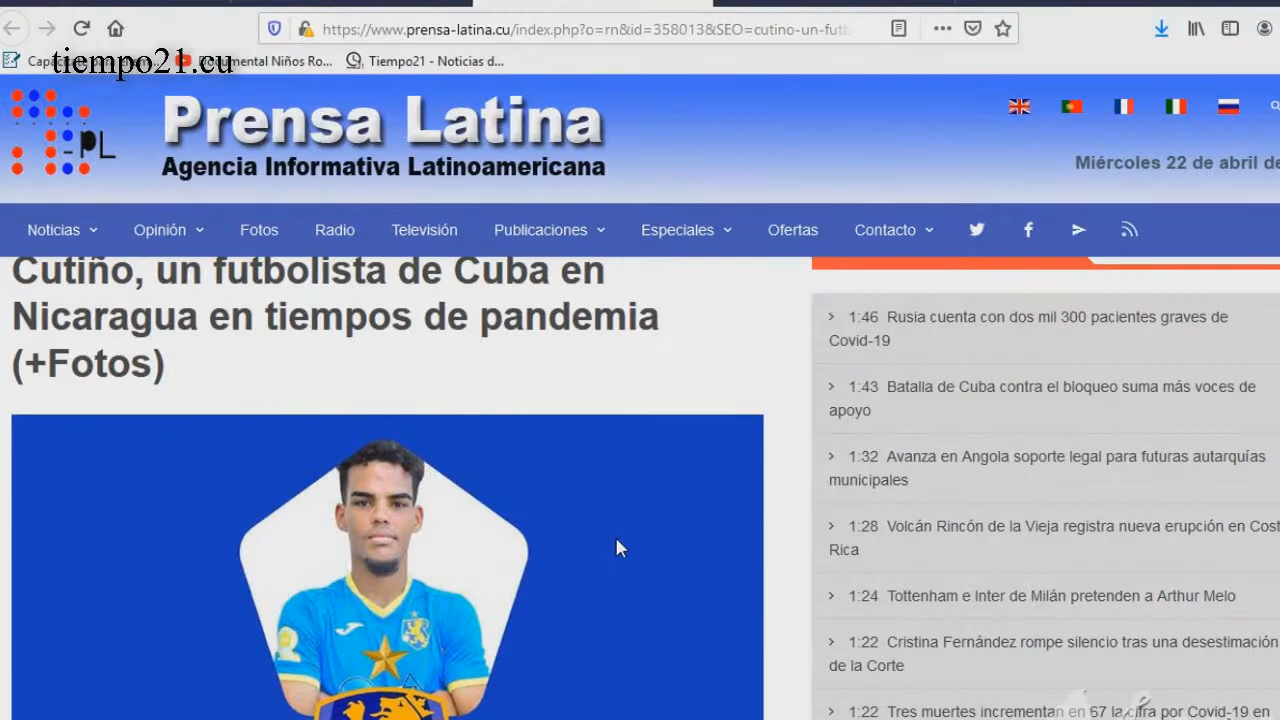 https://www.prensa-latina.cu/index.php?o=rn&id=358013&SEO=cutino-un-futb
tiempo21.cu
Documental Niños Ro...
Tiempo21 - Noticias d...
PL
Prensa Latina
Agencia Informativa Latinoamericana
Miércoles 22 de abril de
Noticias
Opinión
Fotos
Radio
Televisión
Publicaciones
Especiales
Ofertas
Contacto
Cutiño, un futbolista de Cuba en
Nicaragua en tiempos de pandemia
(+Fotos)
1:46 Rusia cuenta con dos mil 300 pacientes graves de
Covid-19
1:43 Batalla de Cuba contra el bloqueo suma más voces de
apoyo
1:32 Avanza en Angola soporte legal para futuras autarquías
municipales
1:28 Volcán Rincón de la Vieja registra nueva erupción en Costa
Rica
1:24 Tottenham e Inter de Milán pretenden a Arthur Melo
1:22 Cristina Fernández rompe silencio tras una desestimación
de la Corte
1:22 Tres muertes incrementan en 67 la cifra por Covid-19 en